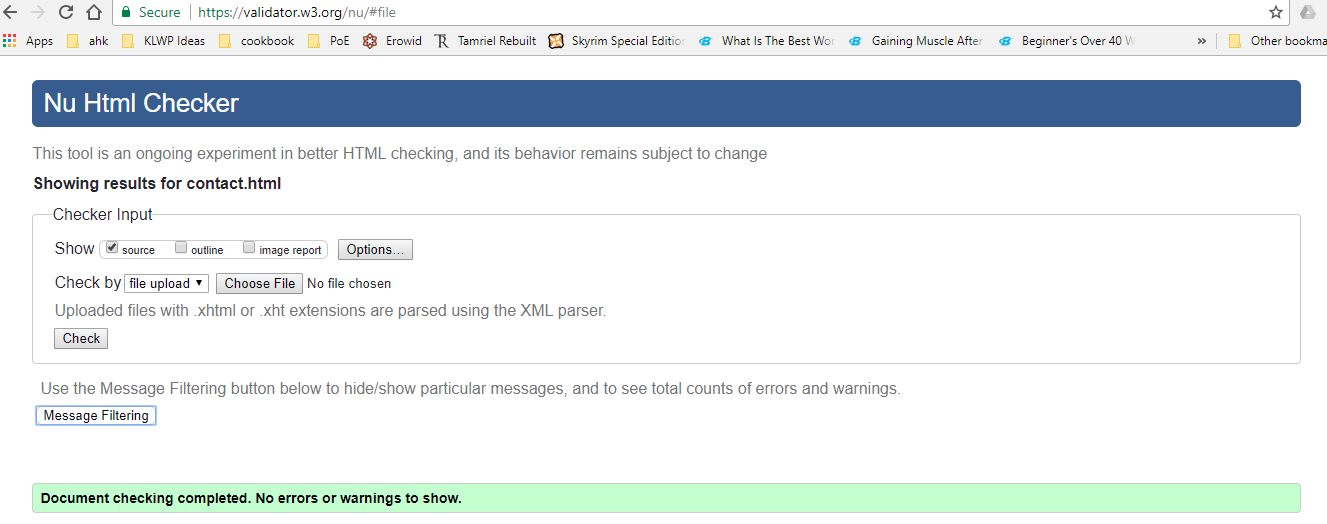 Secure https://validator.w3.org/nu/#file
Apps ahk KLWP Ideas cookbook PoE Erowid Tamriel Rebuilt Skyrim Special Edition What Is The Best Wor Gaining Muscle After Beginner's Over 40 W » Other bookma
Nu Html Checker
This tool is an ongoing experiment in better HTML checking, and its behavior remains subject to change
Showing results for contact.html
Checker Input
Show source outline image report Options...
Check by file upload Choose File No file chosen
Uploaded files with .xhtml or .xht extensions are parsed using the XML parser.
Check
Use the Message Filtering button below to hide/show particular messages, and to see total counts of errors and warnings.
Message Filtering
Document checking completed. No errors or warnings to show.